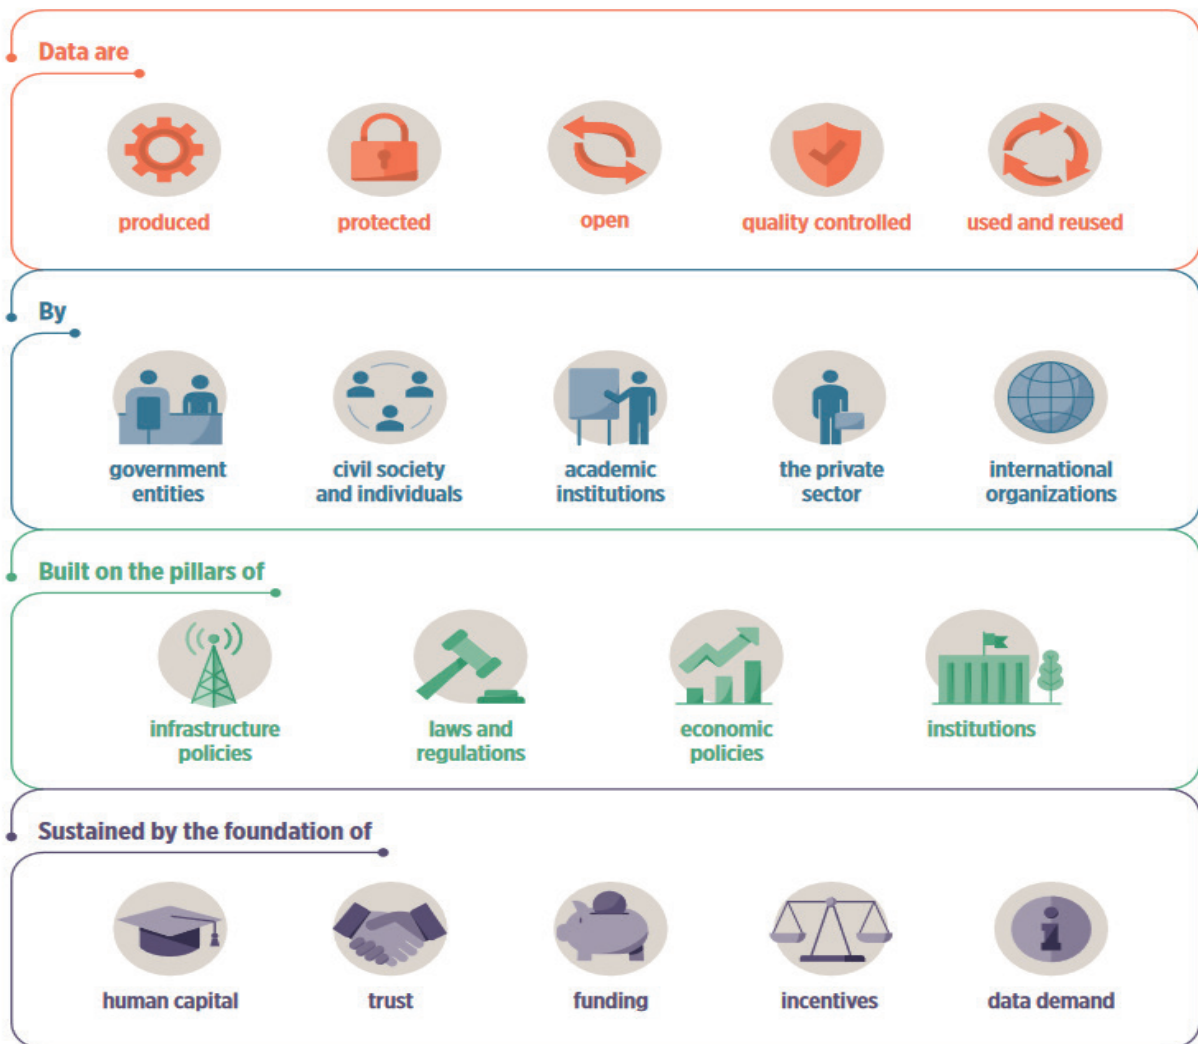 Data are
produced
protected
open
quality controlled
used and reused
By
government
entities
civil society
and individuals
academic
institutions
the private
sector
international
organizations
Built on the pillars of
infrastructure
policies
laws and
regulations
economic
policies
institutions
Sustained by the foundation of
human capital
trust
funding
incentives
data demand